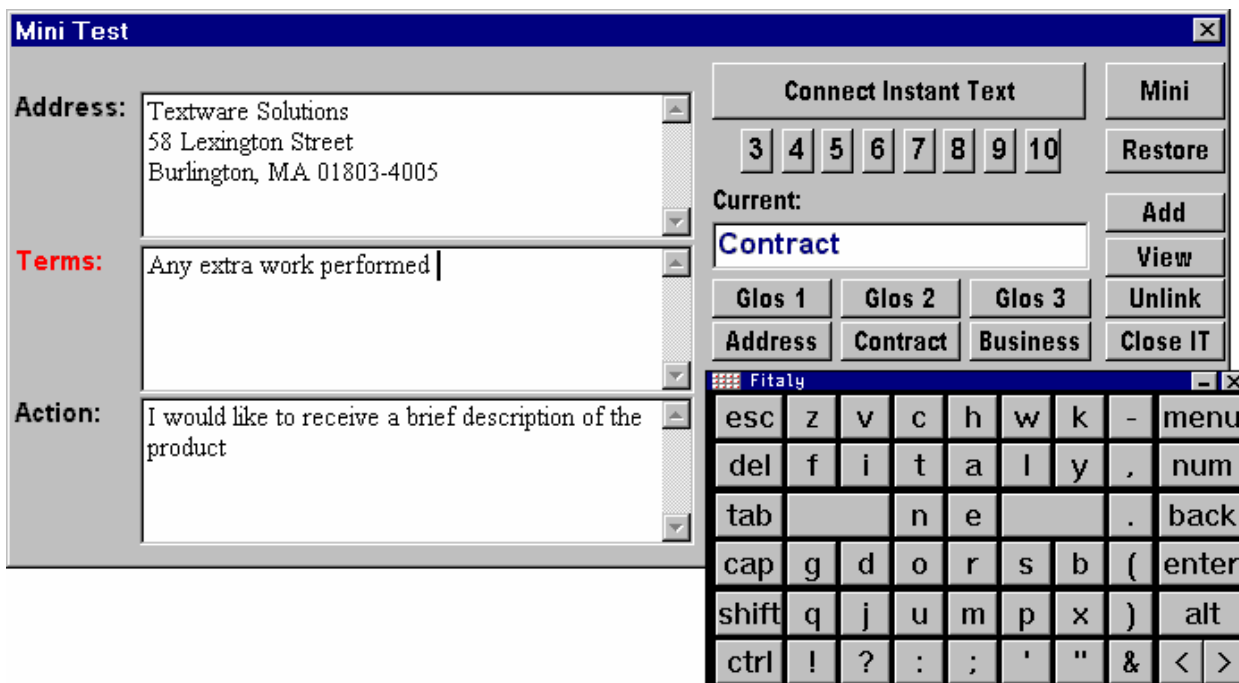 Mini Test
Address:
Textware Solutions
58 Lexington Street
Burlington, MA 01803-4005
Terms:
Any extra work performed
Action:
I would like to receive a brief description of the
product
Connect Instant Text
Mini
3 4 5 6 7 8 9 10
Restore
Current:
Add
Contract
View
Glos 1 Glos 2 Glos 3 Unlink
Address Contract Business Close IT
Fitaly
esc z v c h w k - menu
del f i t a l y , num
tab n e . back
cap g d o r s b ( enter
shift q j u m p x ) alt
ctrl ! ? : ; ' " & < >